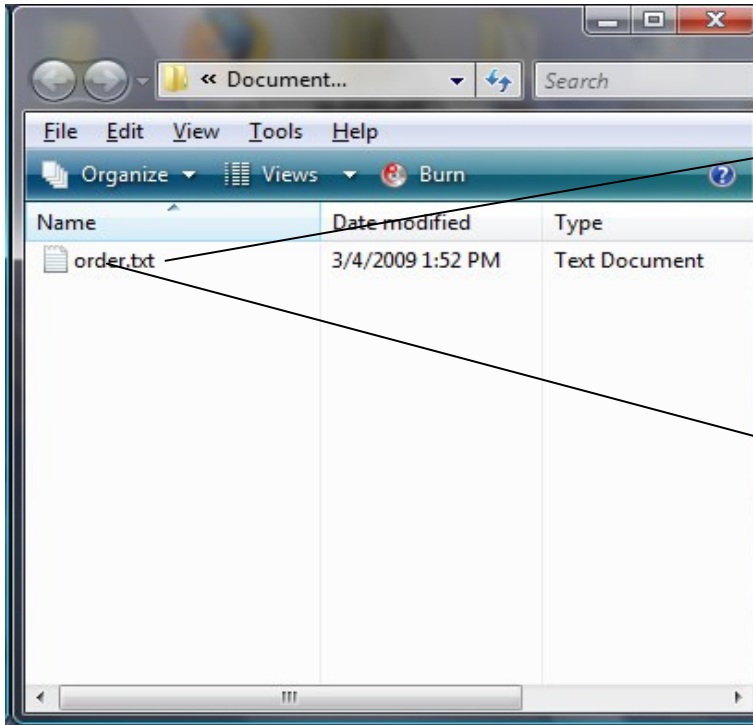 « Document... Search
File Edit View Tools Help
Organize Views Burn ?
Name Date modified Type
order.txt 3/4/2009 1:52 PM Text Document